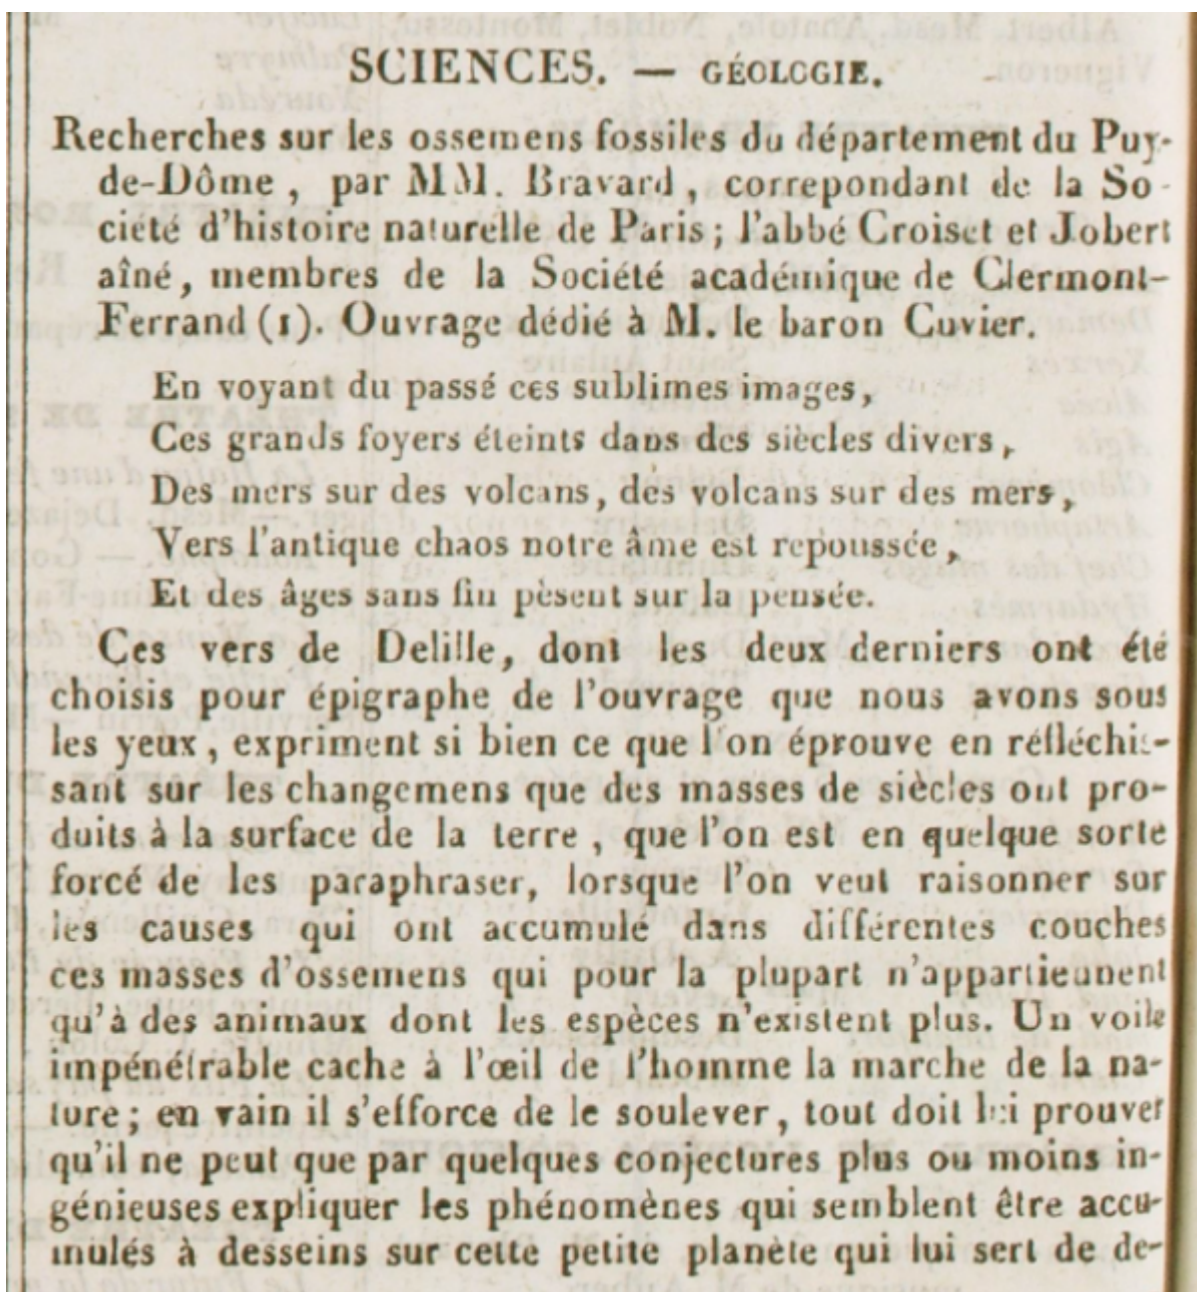 SCIENCES. — GÉOLOGIE.
Recherches sur les ossemens fossiles du département du Puy-
de-Dôme, par MM. Bravard, correpondant de la So-
ciété d'histoire naturelle de Paris; l'abbé Croiset et Jobert
aîné, membres de la Société académique de Clermont-
Ferrand (1). Ouvrage dédié à M. le baron Cuvier.
En voyant du passé ces sublimes images,
Ces grands foyers éteints dans des siècles divers,
Des mers sur des volcans, des volcans sur des mers,
Vers l'antique chaos notre âme est repoussée,
Et des âges sans fin pèsent sur la pensée.
Ces vers de Delille, dont les deux derniers ont été
choisis pour épigraphe de l'ouvrage que nous avons sous
les yeux, expriment si bien ce que l'on éprouve en réfléchis-
sant sur les changemens que des masses de siècles ont pro-
duits à la surface de la terre, que l'on est en quelque sorte
forcé de les paraphraser, lorsque l'on veut raisonner sur
les causes qui ont accumulé dans différentes couches
ces masses d'ossemens qui pour la plupart n'appartiennent
qu'à des animaux dont les espèces n'existent plus. Un voile
impénétrable cache à l'œil de l'homme la marche de la na-
ture; en vain il s'efforce de le soulever, tout doit lui prouver
qu'il ne peut que par quelques conjectures plus ou moins in-
génieuses expliquer les phénomènes qui semblent être accu-
mulés à desseins sur cette petite planète qui lui sert de de-